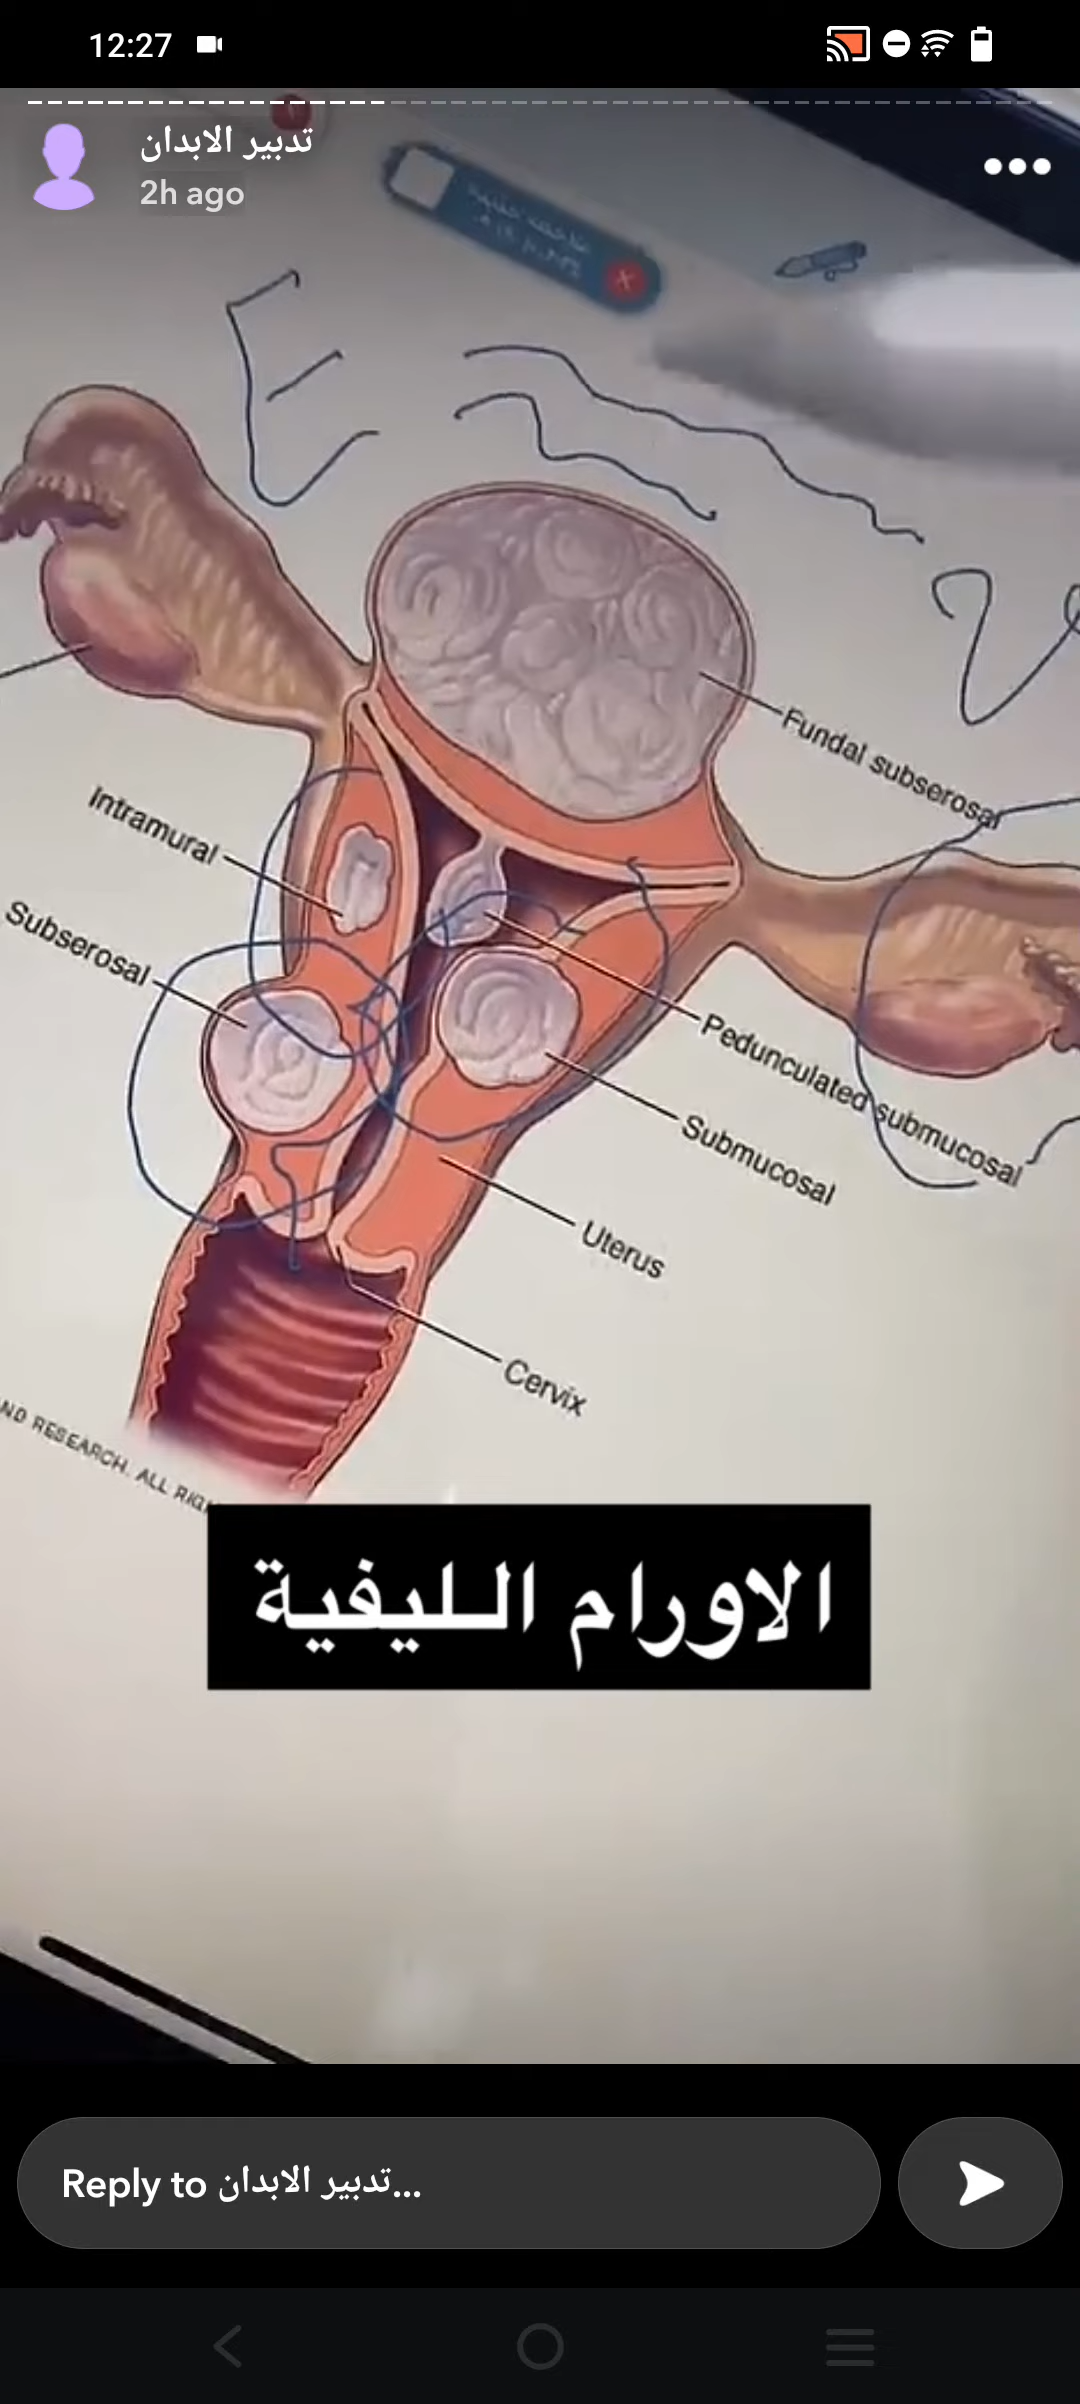 12:27
تدبير الابدان
2h ago
E
Fundal subserosal
Intramural
Subserosal
Pedunculated submucosal
Submucosal
Uterus
Cervix
ND RESEARCH. ALL
الاورام الليفية
Reply to تدبير الابدان...